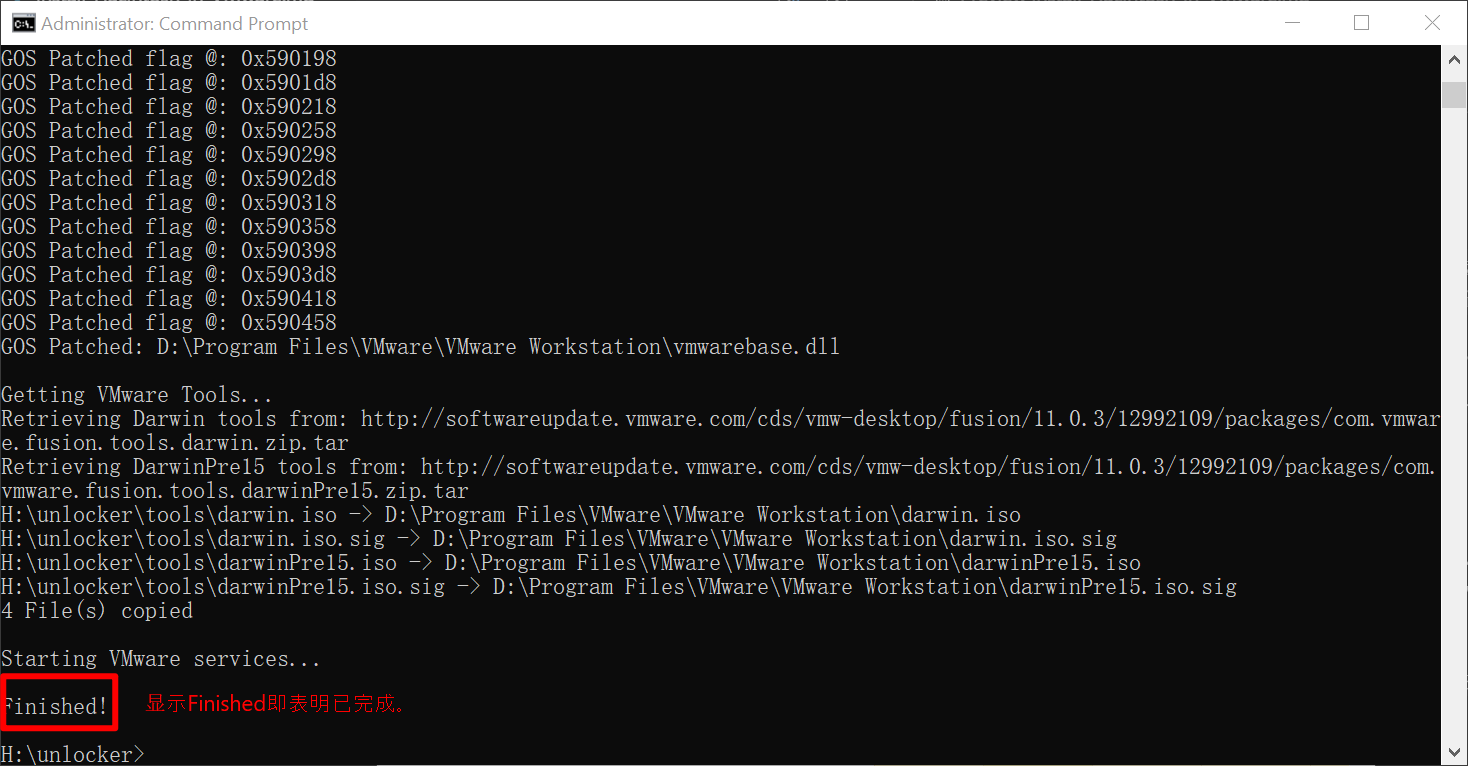 Administrator: Command Prompt
GOS Patched flag @: 0x590198
GOS Patched flag @: 0x5901d8
GOS Patched flag @: 0x590218
GOS Patched flag @: 0x590258
GOS Patched flag @: 0x590298
GOS Patched flag @: 0x5902d8
GOS Patched flag @: 0x590318
GOS Patched flag @: 0x590358
GOS Patched flag @: 0x590398
GOS Patched flag @: 0x5903d8
GOS Patched flag @: 0x590418
GOS Patched flag @: 0x590458
GOS Patched: D:\Program Files\VMware\VMware Workstation\vmwarebase.dll
Getting VMware Tools...
Retrieving Darwin tools from: http://softwareupdate.vmware.com/cds/vmw-desktop/fusion/11.0.3/12992109/packages/com.vmwar
e.fusion.tools.darwin.zip.tar
Retrieving DarwinPre15 tools from: http://softwareupdate.vmware.com/cds/vmw-desktop/fusion/11.0.3/12992109/packages/com.
vmware.fusion.tools.darwinPre15.zip.tar
H:\unlocker\tools\darwin.iso -> D:\Program Files\VMware\VMware Workstation\darwin.iso
H:\unlocker\tools\darwin.iso.sig -> D:\Program Files\VMware\VMware Workstation\darwin.iso.sig
H:\unlocker\tools\darwinPre15.iso -> D:\Program Files\VMware\VMware Workstation\darwinPre15.iso
H:\unlocker\tools\darwinPre15.iso.sig -> D:\Program Files\VMware\VMware Workstation\darwinPre15.iso.sig
4 File(s) copied
Starting VMware services...
Finished! 显示Finished即表明已完成。
H:\unlocker>